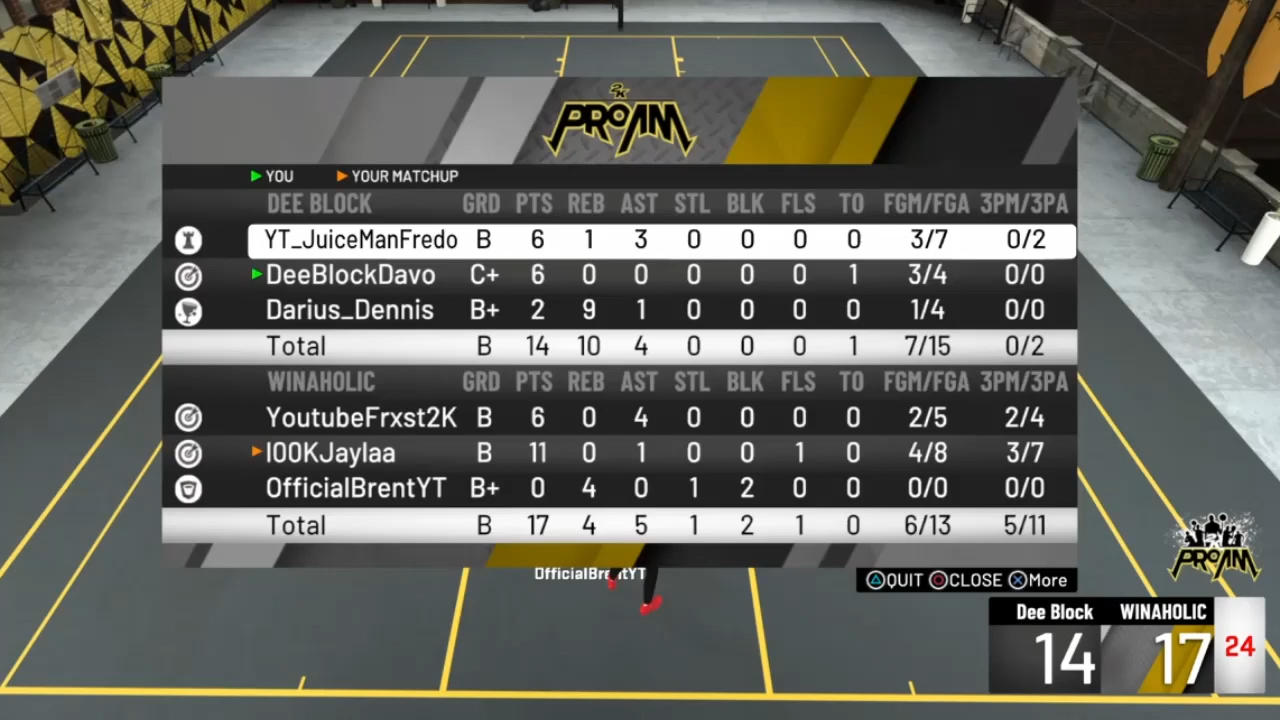 2K
PRO/AM
YOU YOUR MATCHUP
DEE BLOCK GRD PTS REB AST STL BLK FLS TO FGM/FGA 3PM/3PA
YT_JuiceManFredo B 6 1 3 0 0 0 0 3/7 0/2
DeeBlockDavo C+ 6 0 0 0 0 0 1 3/4 0/0
Darius_Dennis B+ 2 9 1 0 0 0 0 1/4 0/0
Total B 14 10 4 0 0 0 1 7/15 0/2
WINAHOLIC GRD PTS REB AST STL BLK FLS TO FGM/FGA 3PM/3PA
YoutubeFrxst2K B 6 0 4 0 0 0 0 2/5 2/4
I00KJaylaa B 11 0 1 0 0 1 0 4/8 3/7
OfficialBrentYT B+ 0 4 0 1 2 0 0 0/0 0/0
Total B 17 4 5 1 2 1 0 6/13 5/11
OfficialBrentYT
QUIT CLOSE More
PRO/AM
Dee Block WINAHOLIC
14 17 24